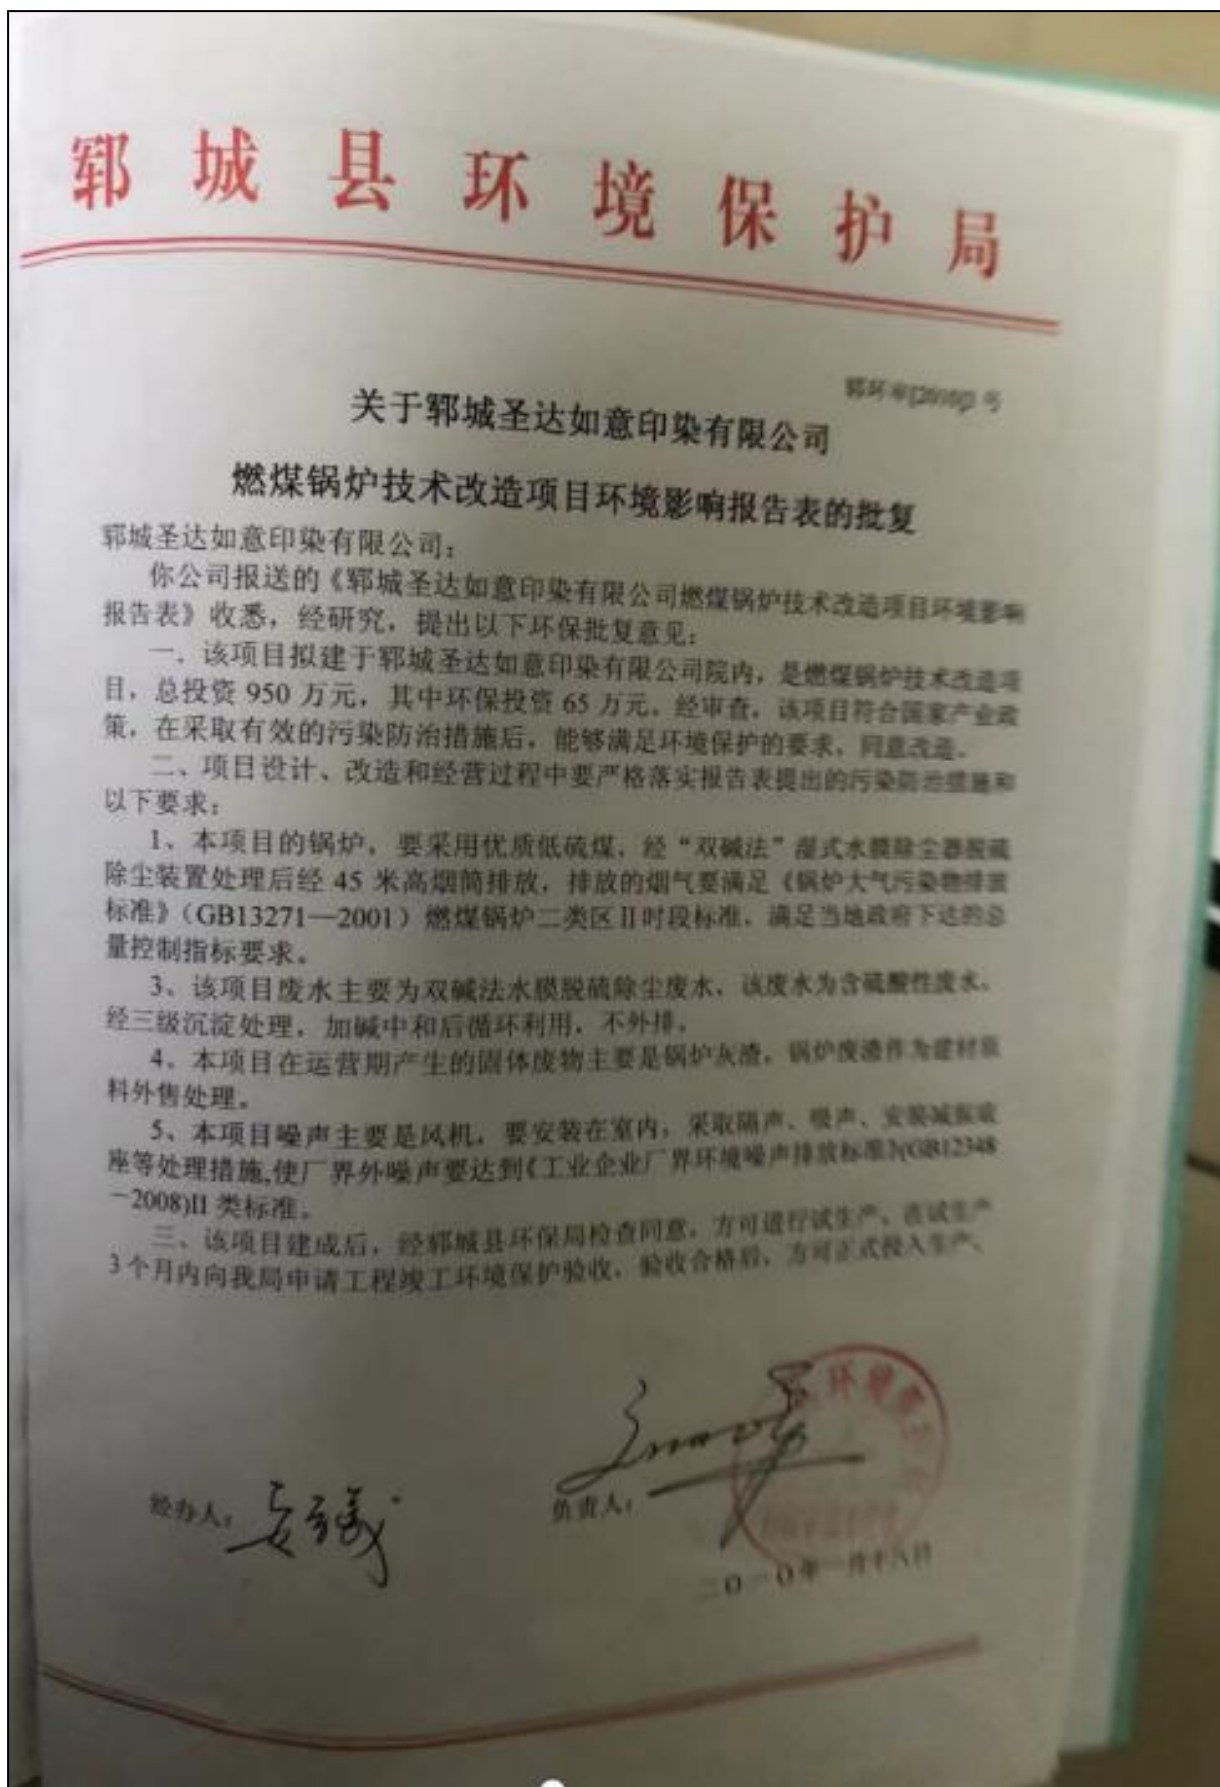 郓城县环境保护局
关于郓城圣达如意印染有限公司
燃煤锅炉技术改造项目环境影响报告表的批复
郓城圣达如意印染有限公司：
你公司报送的《郓城圣达如意印染有限公司燃煤锅炉技术改造项目环境影响
报告表》收悉，经研究，提出以下环保批复意见：
一、该项目拟建于郓城圣达如意印染有限公司院内，是燃煤锅炉技术改造项
目，总投资 950 万元，其中环保投资 65 万元。经审查，该项目符合国家产业政
策，在采取有效的污染防治措施后，能够满足环境保护的要求，同意改造。
二、项目设计、改造和经营过程中要严格落实报告表提出的污染防治措施和
以下要求：
1、本项目的锅炉，要采用优质低硫煤，经“双碱法”湿式水膜除尘器脱硫
除尘装置处理后经 45 米高烟筒排放，排放的烟气要满足《锅炉大气污染物排放
标准》（GB13271—2001）燃煤锅炉二类区Ⅱ时段标准，满足当地政府下达的总
量控制指标要求。
3、该项目废水主要为双碱法水膜脱硫除尘废水，该废水为含硫酸性废水，
经三级沉淀处理，加碱中和后循环利用，不外排。
4、本项目在运营期产生的固体废物主要是锅炉灰渣，锅炉废渣作为建材原
料外售处理。
5、本项目噪声主要是风机，要安装在室内，采取隔声、吸声、安装减振底
座等处理措施,使厂界外噪声要达到《工业企业厂界环境噪声排放标准》(GB12348
－2008)II 类标准。
三、该项目建成后，经郓城县环保局检查同意，方可进行试生产，在试生产
3 个月内向我局申请工程竣工环境保护验收，验收合格后，方可正式投入生产。
经办人：
负责人：
二〇一〇年一月十八日